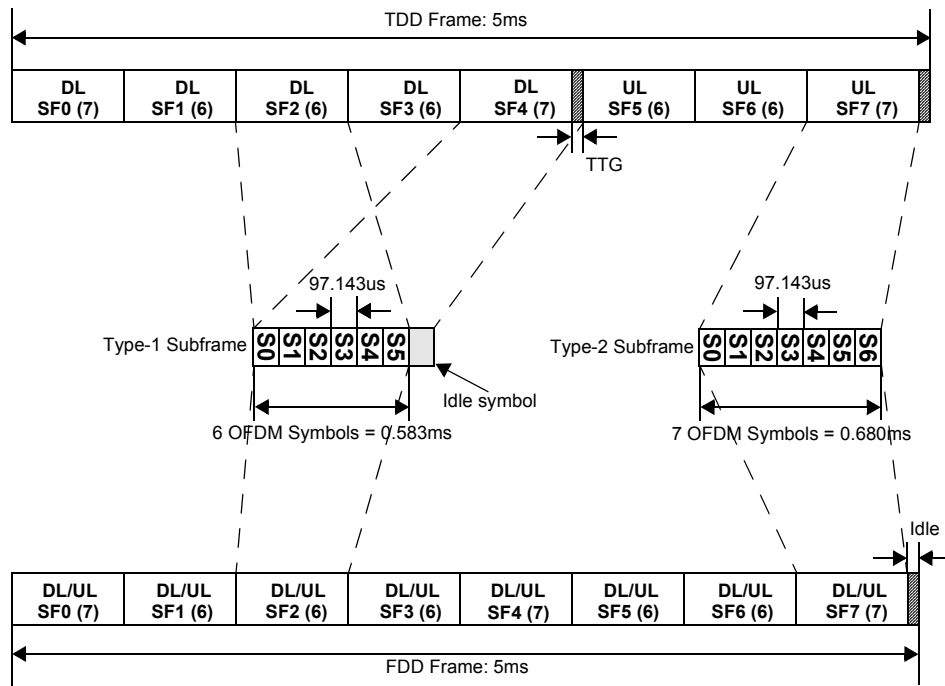 TDD Frame: 5ms
DL DL DL DL DL UL UL UL
SF0 (7) SF1 (6) SF2 (6) SF3 (6) SF4 (7) SF5 (6) SF6 (6) SF7 (7)
TTG
97.143us 97.143us
Type-1 Subframe S0 S1 S2 S3 S4 S5 Type-2 Subframe S0 S1 S2 S3 S4 S5 S6
Idle symbol
6 OFDM Symbols = 0.583ms 7 OFDM Symbols = 0.680ms
Idle
DL/UL DL/UL DL/UL DL/UL DL/UL DL/UL DL/UL DL/UL
SF0 (7) SF1 (6) SF2 (6) SF3 (6) SF4 (7) SF5 (6) SF6 (6) SF7 (7)
FDD Frame: 5ms